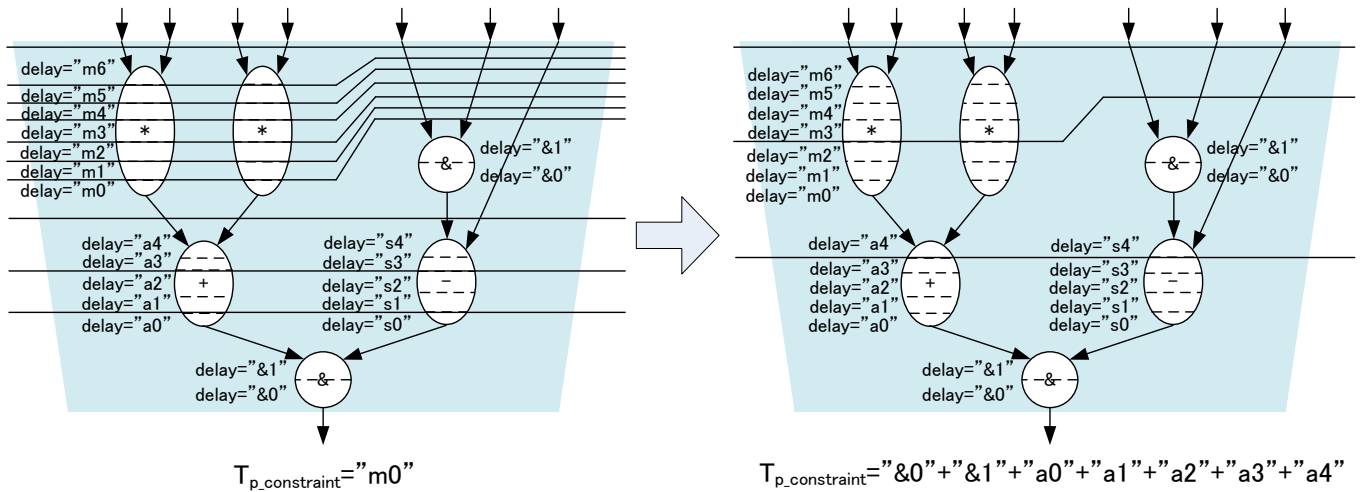 delay=”m6”
delay=”m5”
delay=”m4”
delay=”m3”
delay=”m2”
delay=”m1”
delay=”m0”
*
*
&
delay=”&1”
delay=”&0”
delay=”a4”
delay=”a3”
delay=”a2”
delay=”a1”
delay=”a0”
+
delay=”s4”
delay=”s3”
delay=”s2”
delay=”s1”
delay=”s0”
-
delay=”&1”
delay=”&0”
&
Tp_constraint=”m0”
delay=”m6”
delay=”m5”
delay=”m4”
delay=”m3”
delay=”m2”
delay=”m1”
delay=”m0”
*
*
&
delay=”&1”
delay=”&0”
delay=”a4”
delay=”a3”
delay=”a2”
delay=”a1”
delay=”a0”
+
delay=”s4”
delay=”s3”
delay=”s2”
delay=”s1”
delay=”s0”
-
delay=”&1”
delay=”&0”
&
Tp_constraint=”&0”+”&1”+”a0”+”a1”+”a2”+”a3”+”a4”